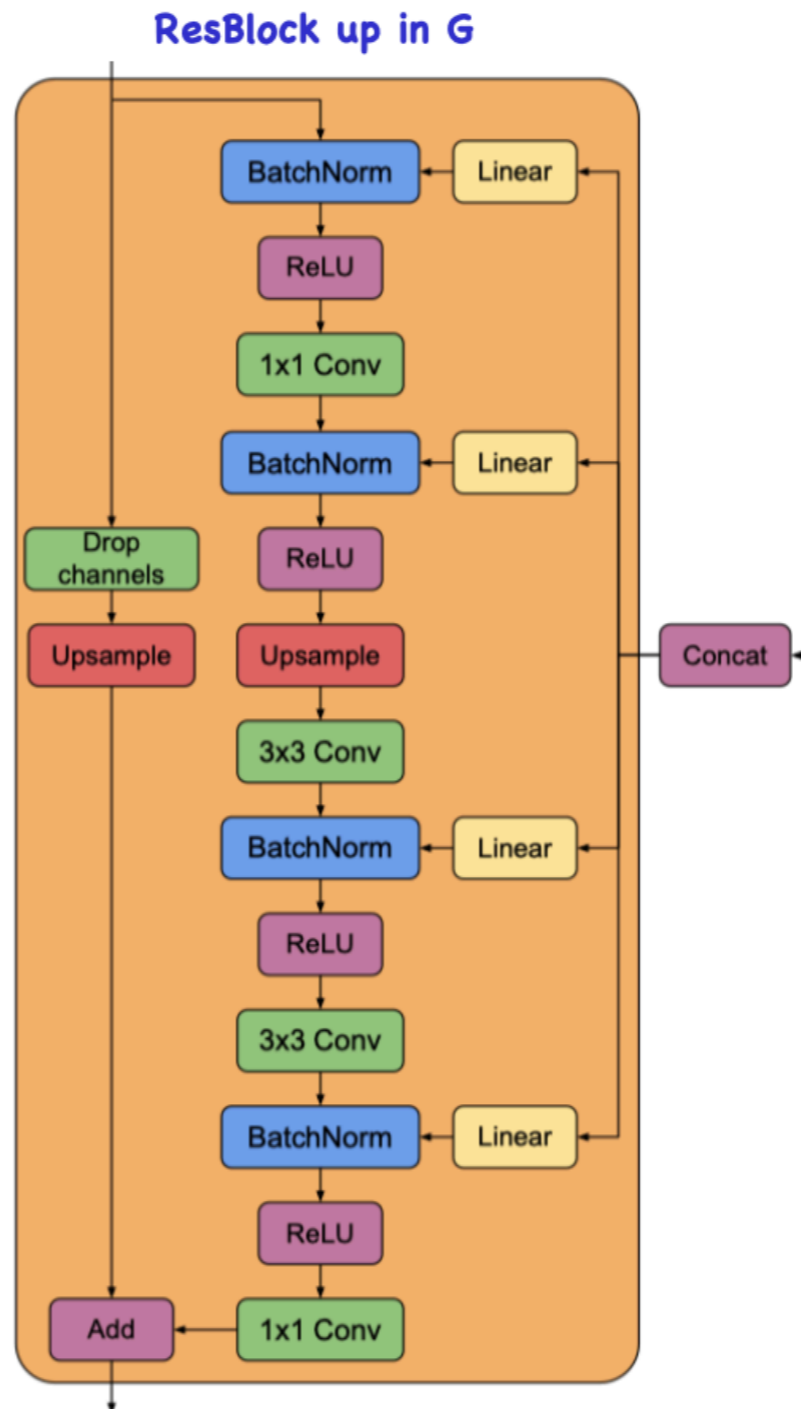 ResBlock up in G
BatchNorm
Linear
ReLU
1x1 Conv
BatchNorm
Linear
Drop
channels
ReLU
Upsample
Upsample
Concat
3x3 Conv
BatchNorm
Linear
ReLU
3x3 Conv
BatchNorm
Linear
ReLU
Add
1x1 Conv